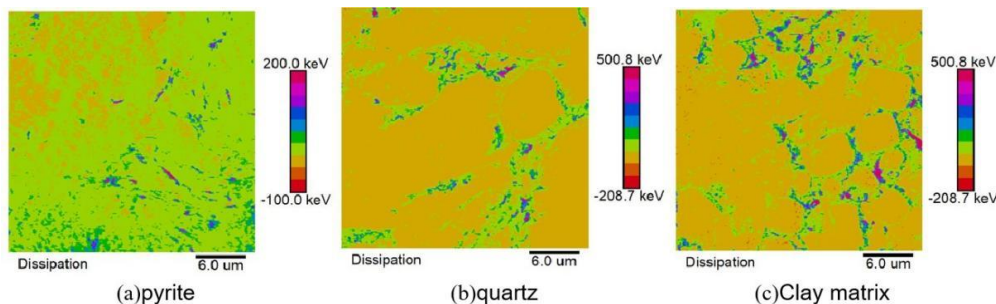 200.0 keV
-100.0 keV
Dissipation
6.0 um
(a)pyrite
500.8 keV
-208.7 keV
Dissipation
6.0 um
(b)quartz
500.8 keV
-208.7 keV
Dissipation
6.0 um
(c)Clay matrix